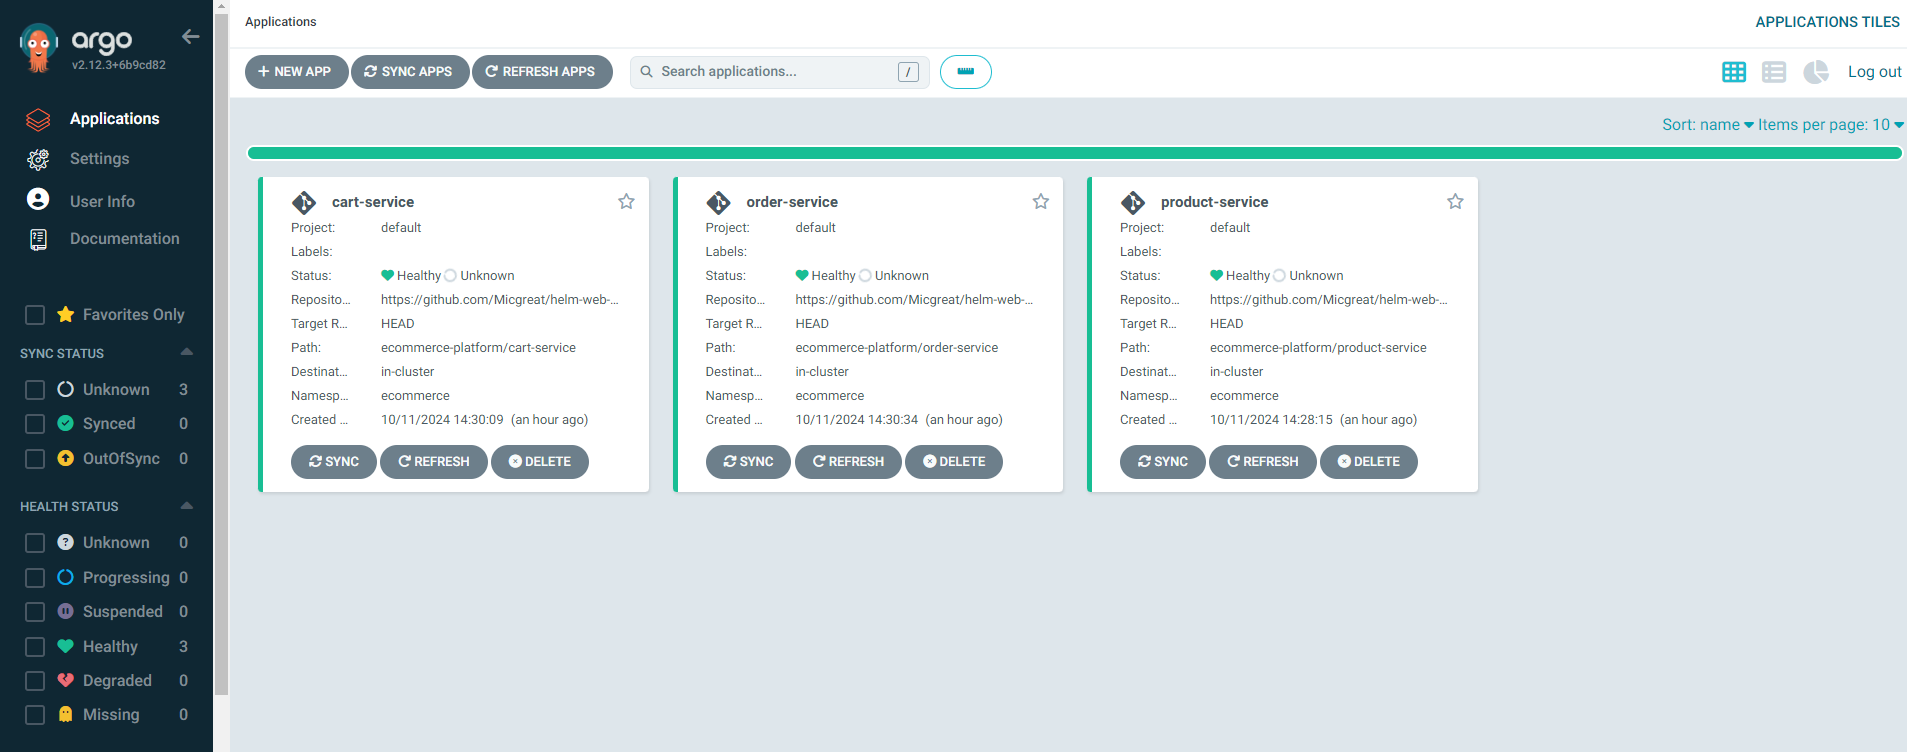 argo
v2.12.3+6b9cd82
Applications
Settings
User Info
Documentation
Favorites Only
SYNC STATUS
Unknown 3
Synced 0
OutOfSync 0
HEALTH STATUS
Unknown 0
Progressing 0
Suspended 0
Healthy 3
Degraded 0
Missing 0
Applications
APPLICATIONS TILES
+ NEW APP SYNC APPS REFRESH APPS Search applications... / Log out
Sort: name Items per page: 10
cart-service
Project: default
Labels:
Status: Healthy Unknown
Reposito... https://github.com/Micgreat/helm-web-...
Target R... HEAD
Path: ecommerce-platform/cart-service
Destinat... in-cluster
Namesp... ecommerce
Created ... 10/11/2024 14:30:09 (an hour ago)
SYNC REFRESH DELETE
order-service
Project: default
Labels:
Status: Healthy Unknown
Reposito... https://github.com/Micgreat/helm-web-...
Target R... HEAD
Path: ecommerce-platform/order-service
Destinat... in-cluster
Namesp... ecommerce
Created ... 10/11/2024 14:30:34 (an hour ago)
SYNC REFRESH DELETE
product-service
Project: default
Labels:
Status: Healthy Unknown
Reposito... https://github.com/Micgreat/helm-web-...
Target R... HEAD
Path: ecommerce-platform/product-service
Destinat... in-cluster
Namesp... ecommerce
Created ... 10/11/2024 14:28:15 (an hour ago)
SYNC REFRESH DELETE